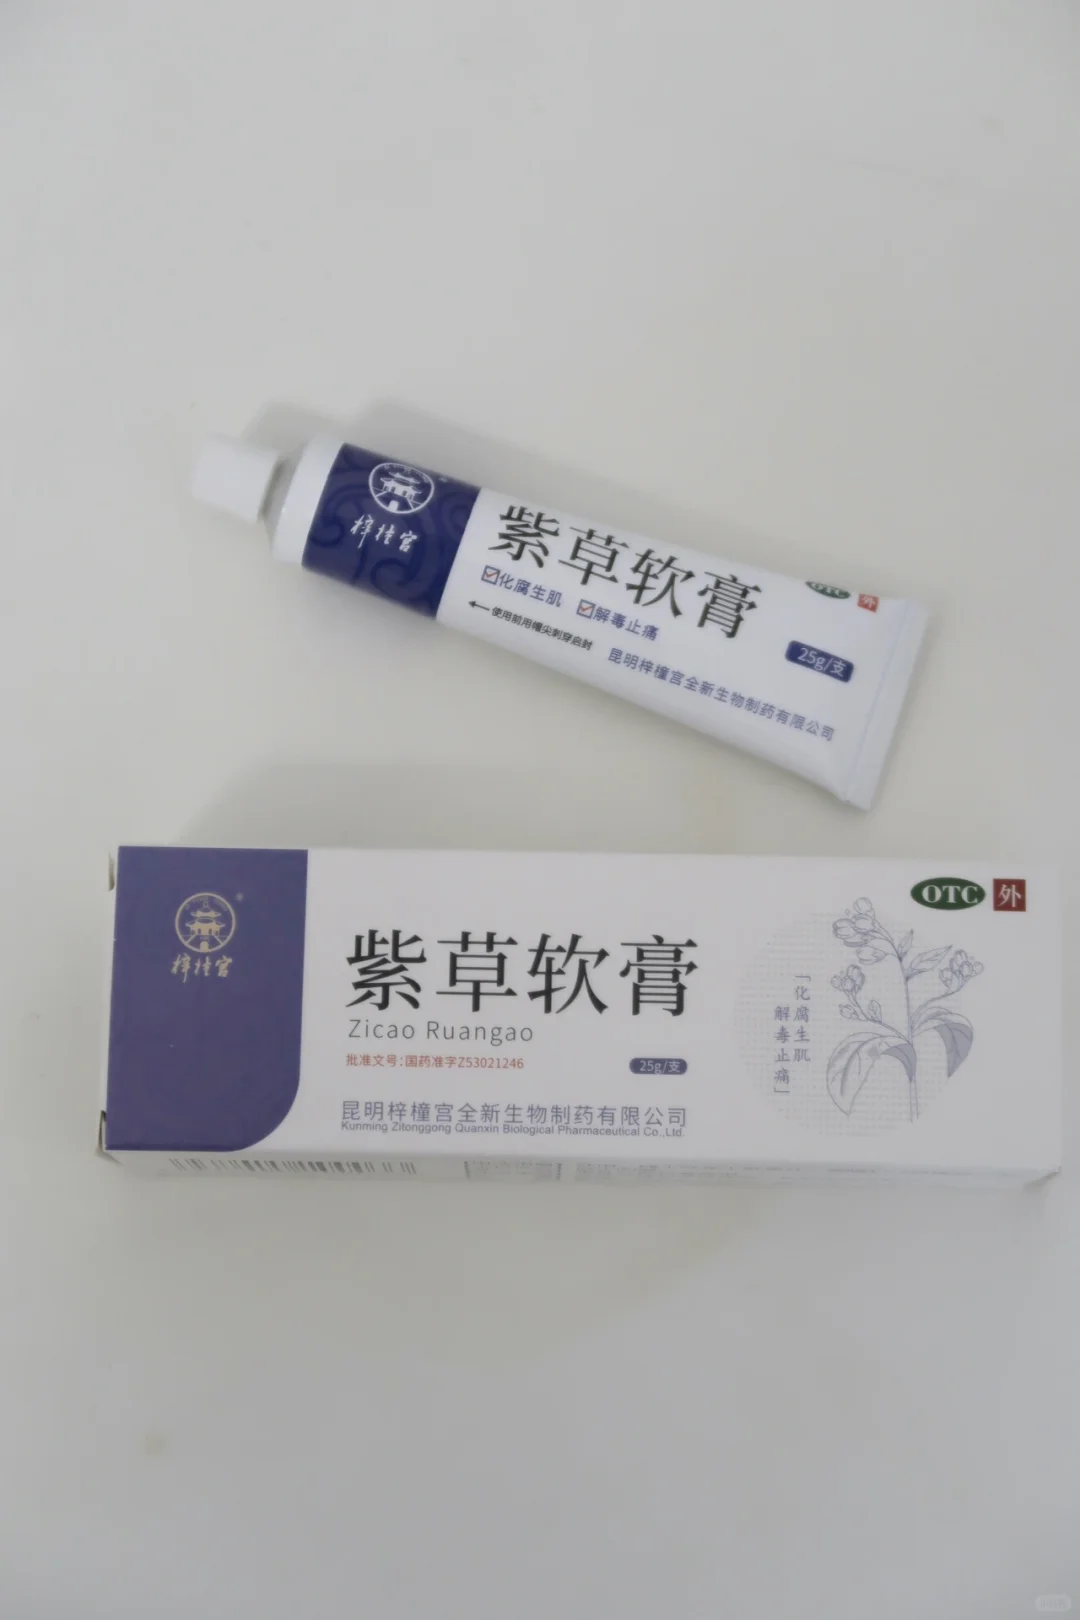 梓橦宫
紫草软膏
☑化腐生肌 ☑解毒止痛
←使用前用帽尖刺穿启封
昆明梓橦宫全新生物制药有限公司
OTC 外
25g/支
梓橦宫
OTC 外
紫草软膏
Zicao Ruangao
批准文号:国药准字Z53021246
25g/支
昆明梓橦宫全新生物制药有限公司
Kunming Zitonggong Quanxin Biological Pharmaceutical Co.,Ltd.
「化腐生肌
解毒止痛」